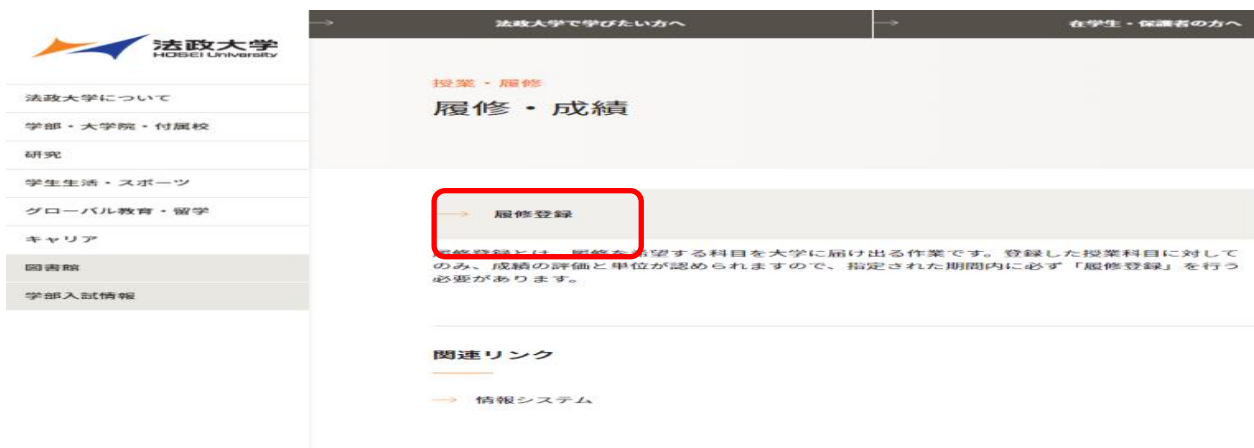 法政大学で学びたい方へ
在学生・保護者の方へ
法政大学
HOSEI University
法政大学について
学部・大学院・付属校
研究
学生生活・スポーツ
グローバル教育・留学
キャリア
図書館
学部入試情報
授業・履修
履修・成績
履修登録
履修登録とは、履修を希望する科目を大学に届け出る作業です。登録した授業科目に対して
のみ、成績の評価と単位が認められますので、指定された期間内に必ず「履修登録」を行う
必要があります。
関連リンク
情報システム